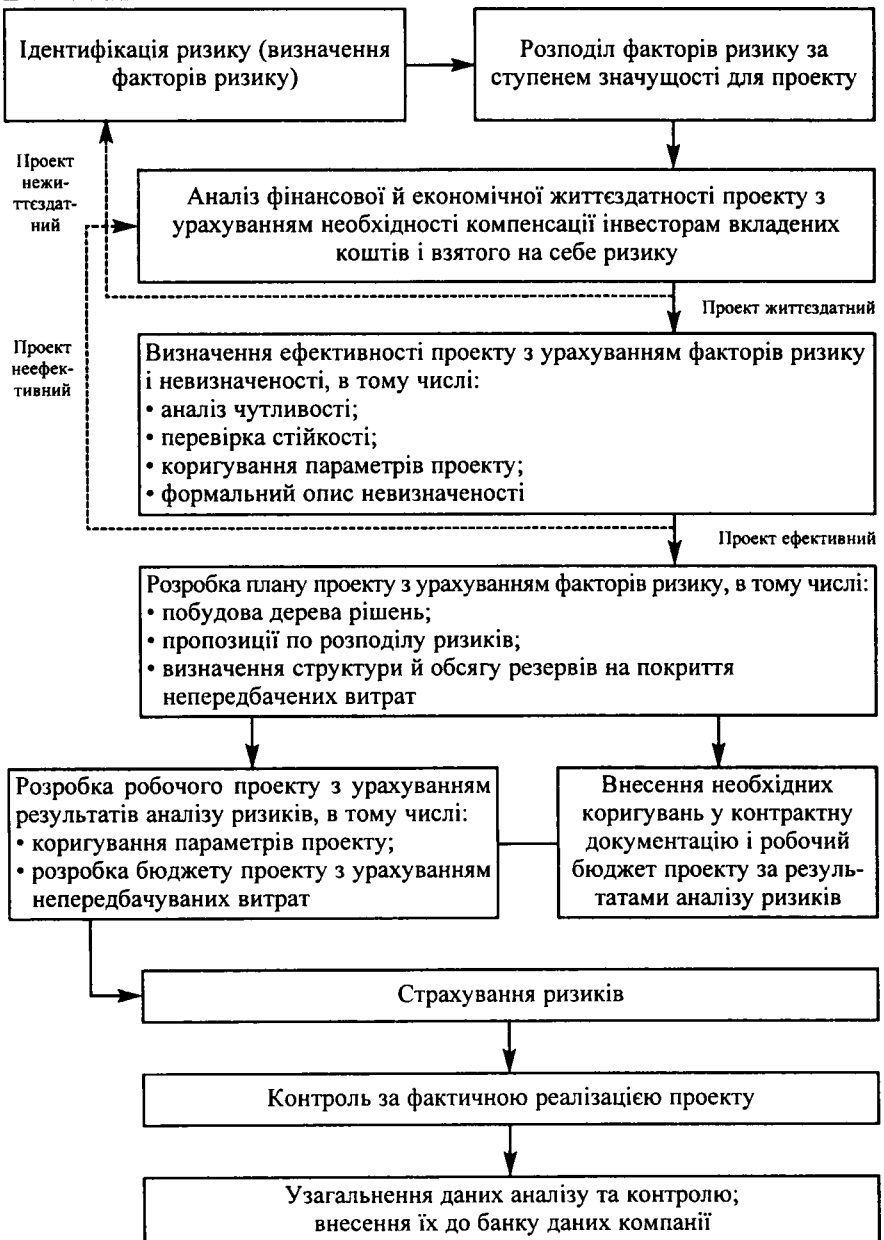 Ідентифікація ризику (визначення
факторів ризику)
Розподіл факторів ризику за
ступенем значущості для проекту
Проект
нежи-
ттєздат-
ний
Аналіз фінансової й економічної життєздатності проекту з
урахуванням необхідності компенсації інвесторам вкладених
коштів і взятого на себе ризику
Проект життєздатний
Проект
неефек-
тивний
Визначення ефективності проекту з урахуванням факторів ризику
і невизначеності, в тому числі:
• аналіз чутливості;
• перевірка стійкості;
• коригування параметрів проекту;
• формальний опис невизначеності
Проект ефективний
Розробка плану проекту з урахуванням факторів ризику, в тому числі:
• побудова дерева рішень;
• пропозиції по розподілу ризиків;
• визначення структури й обсягу резервів на покриття
непередбачених витрат
Розробка робочого проекту з урахуванням
результатів аналізу ризиків, в тому числі:
• коригування параметрів проекту;
• розробка бюджету проекту з урахуванням
непередбачуваних витрат
Внесення необхідних
коригувань у контрактну
документацію і робочий
бюджет проекту за резуль-
татами аналізу ризиків
Страхування ризиків
Контроль за фактичною реалізацією проекту
Узагальнення даних аналізу та контролю;
внесення їх до банку даних компанії